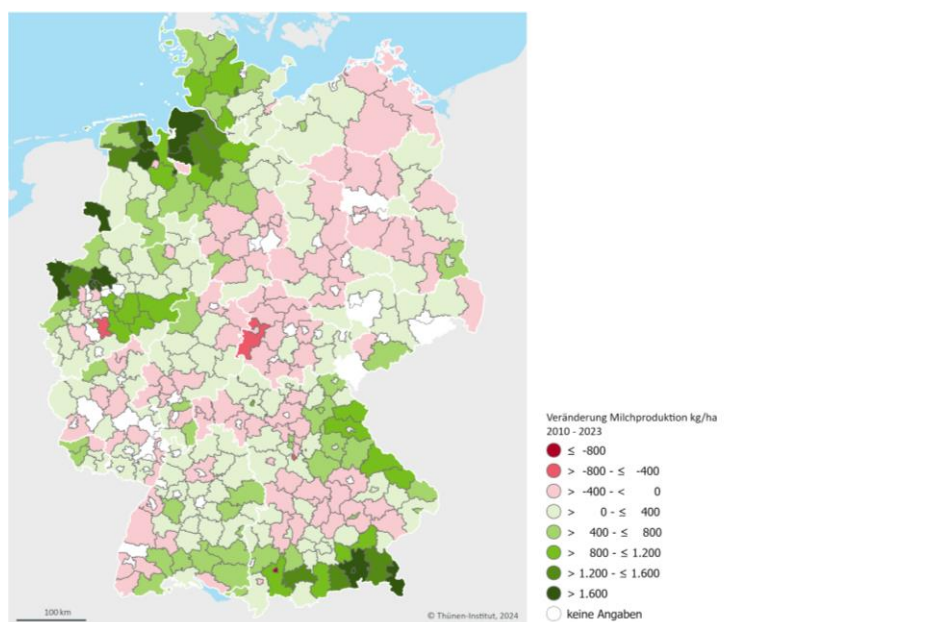 Veränderung Milchproduktion kg/ha
2010 - 2023
≤ -800
> -800 - ≤ -400
> -400 - < 0
> 0 - ≤ 400
> 400 - ≤ 800
> 800 - ≤ 1.200
> 1.200 - ≤ 1.600
> 1.600
keine Angaben
100 km
© Thünen-Institut, 2024